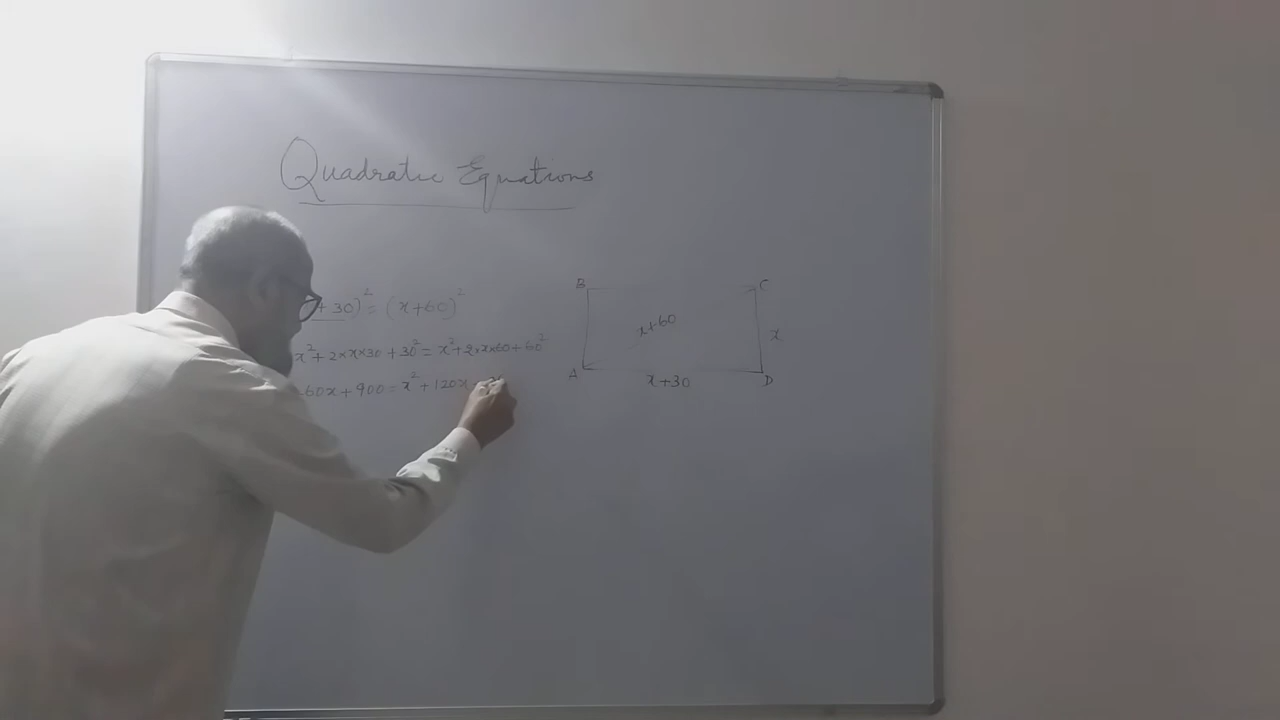 Quadratic Equations
+ 30)² = (x+60)²
x² + 2×x×30 + 30² = x² + 2×x×60 + 60²
60x + 900 = x² + 120x
B C
x+60
x
A D
x+30